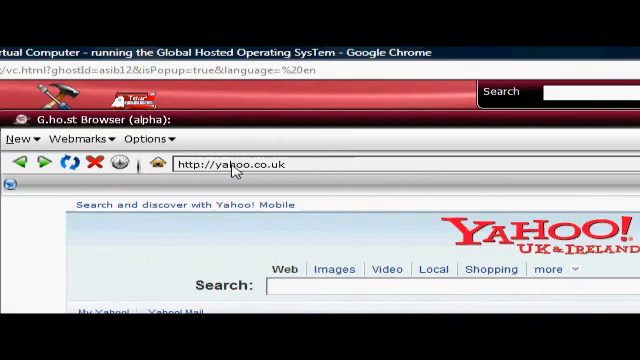 rtual Computer – running the Global Hosted Operating SysTem - Google Chrome
/vc.html?ghostId=asib12&isPopup=true&language=%20en
Tour
Search
G.ho.st Browser (alpha):
New Webmarks Options
http://yahoo.co.uk
Search and discover with Yahoo! Mobile
YAHOO!
UK & IRELAND
Web Images Video Local Shopping more
Search:
My Yahoo! Yahoo! Mail